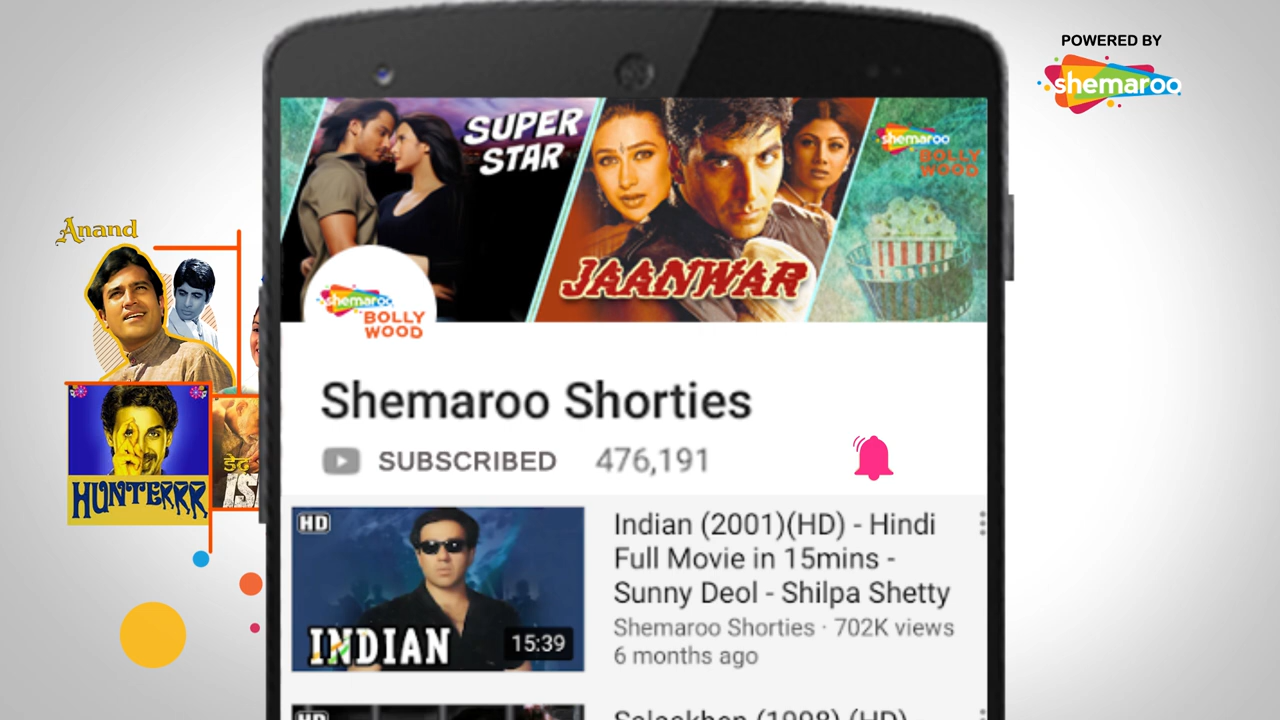 POWERED BY
shemaroo
SUPER
STAR
shemaroo
BOLLY
WOOD
Anand
JAANWAR
shemaroo
BOLLY
WOOD
Shemaroo Shorties
SUBSCRIBED 476,191
HUNTERRR
डेढ़
HD
Indian (2001)(HD) - Hindi
Full Movie in 15mins -
Sunny Deol - Shilpa Shetty
INDIAN
15:39
Shemaroo Shorties · 702K views
6 months ago
HD